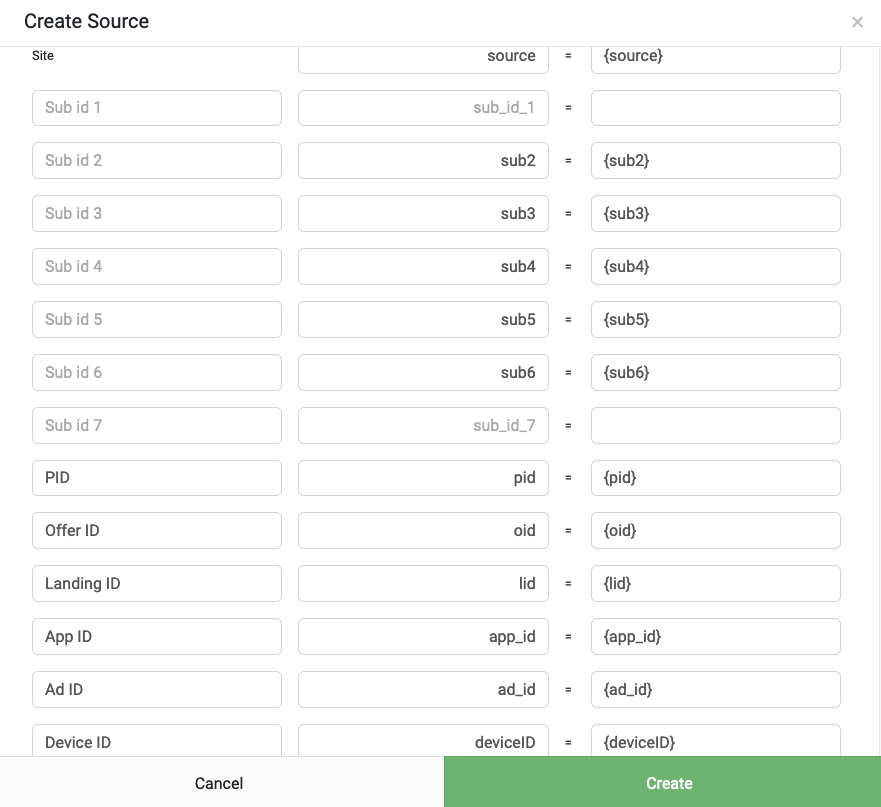 Create Source ×
Site source = {source}
Sub id 1 sub_id_1 =
Sub id 2 sub2 = {sub2}
Sub id 3 sub3 = {sub3}
Sub id 4 sub4 = {sub4}
Sub id 5 sub5 = {sub5}
Sub id 6 sub6 = {sub6}
Sub id 7 sub_id_7 =
PID pid = {pid}
Offer ID oid = {oid}
Landing ID lid = {lid}
App ID app_id = {app_id}
Ad ID ad_id = {ad_id}
Device ID deviceID = {deviceID}
Cancel Create